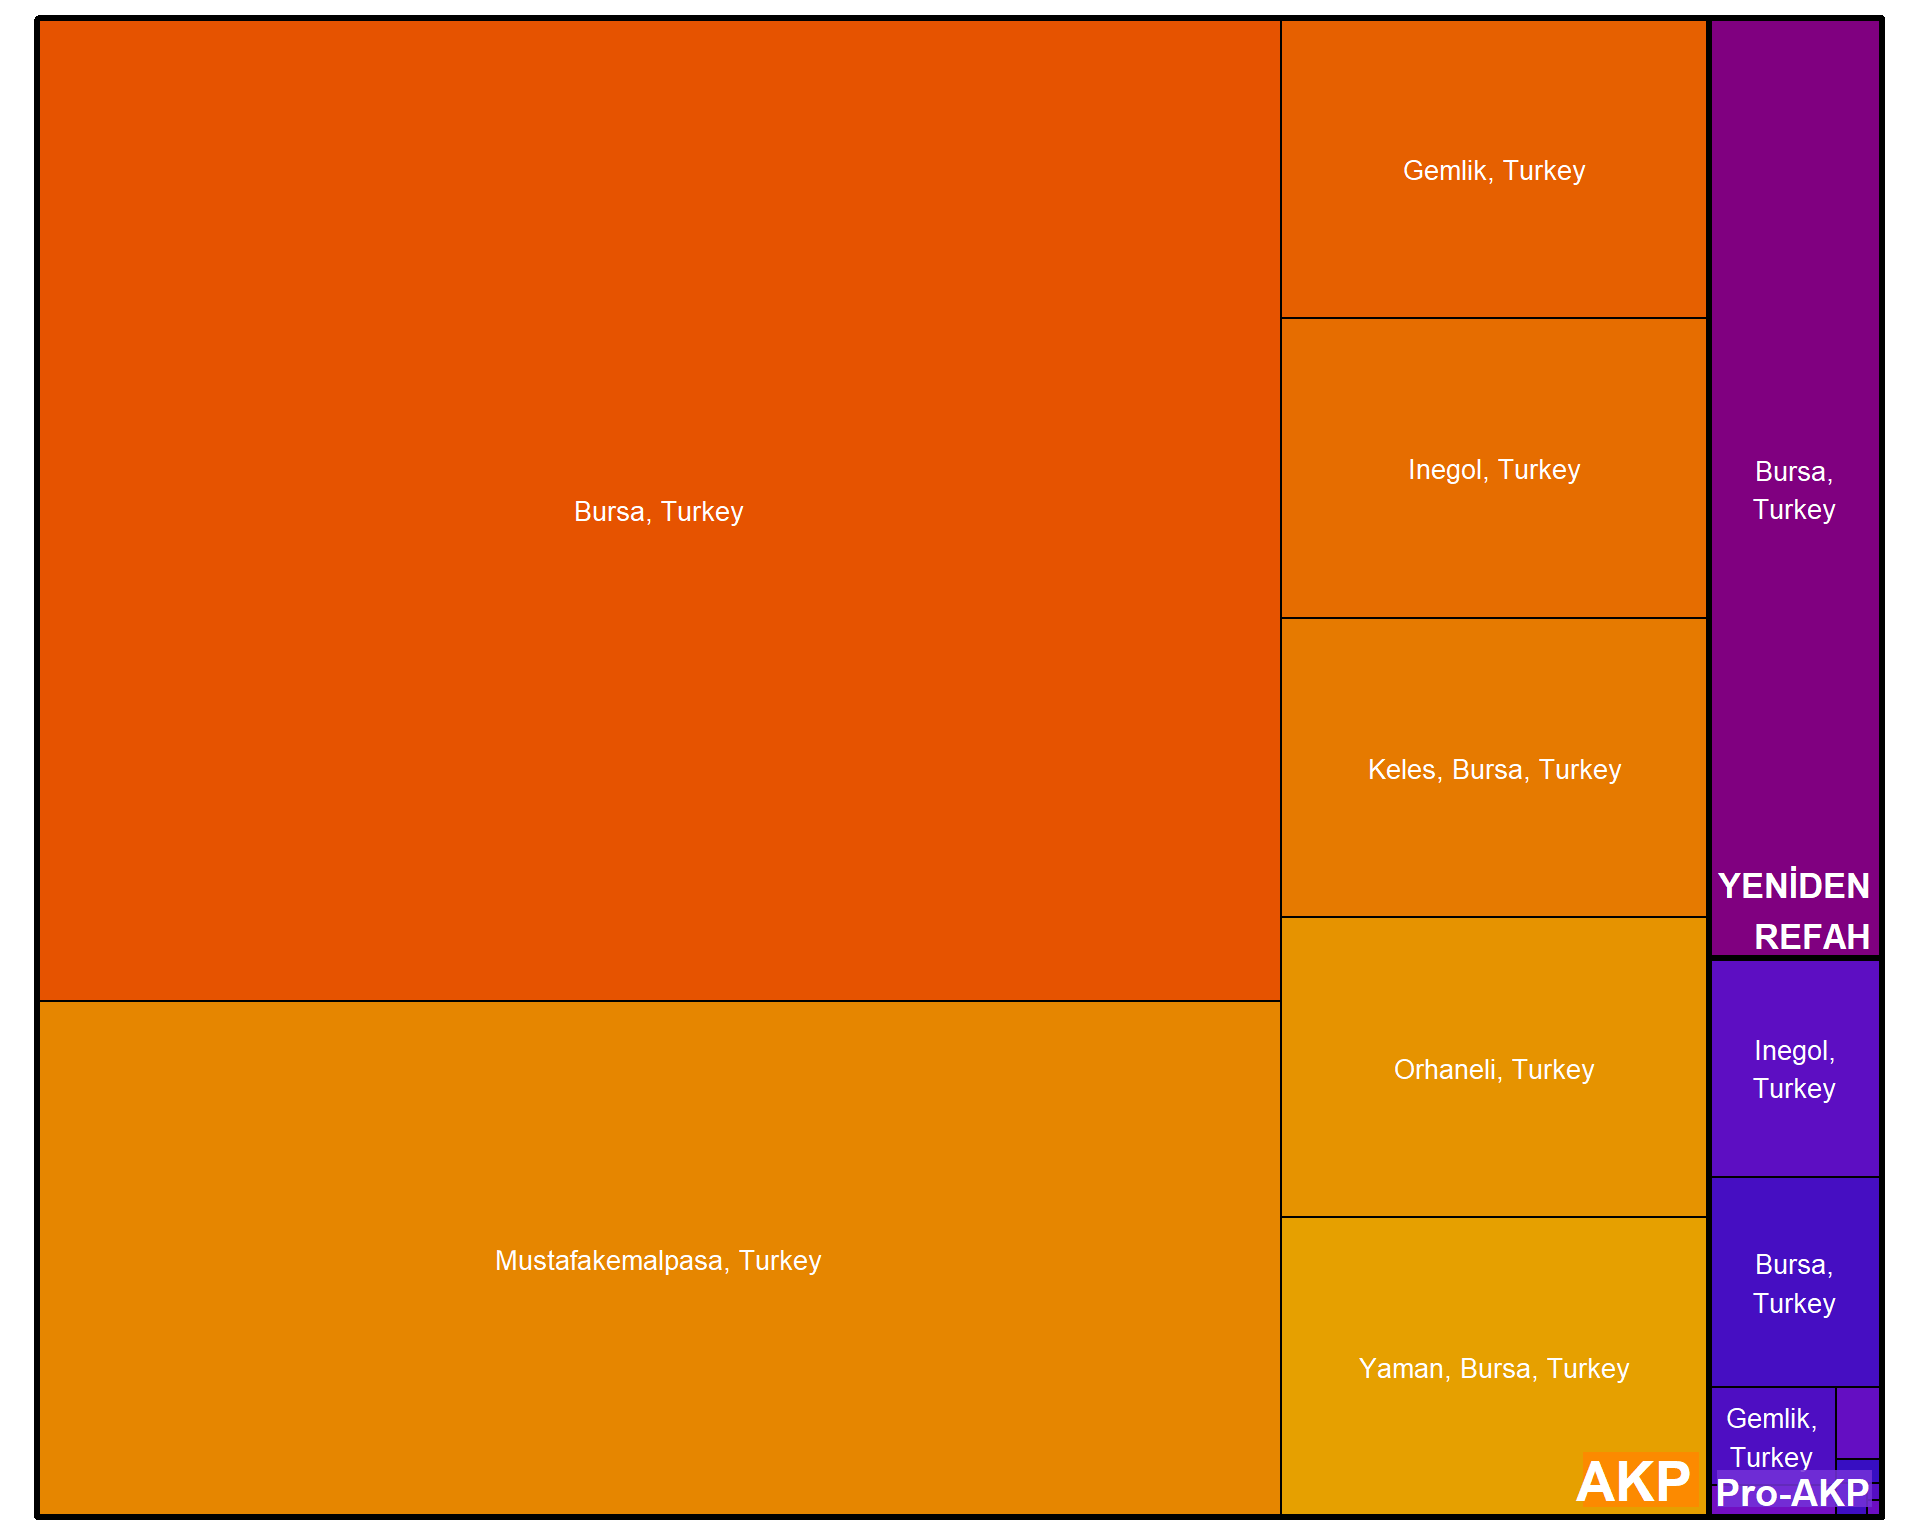 Bursa, Turkey
Mustafakemalpasa, Turkey
Gemlik, Turkey
Inegol, Turkey
Keles, Bursa, Turkey
Orhaneli, Turkey
Yaman, Bursa, Turkey
AKP
Bursa,
Turkey
YENİDEN
REFAH
Inegol,
Turkey
Bursa,
Turkey
Gemlik,
Turkey
Pro-AKP